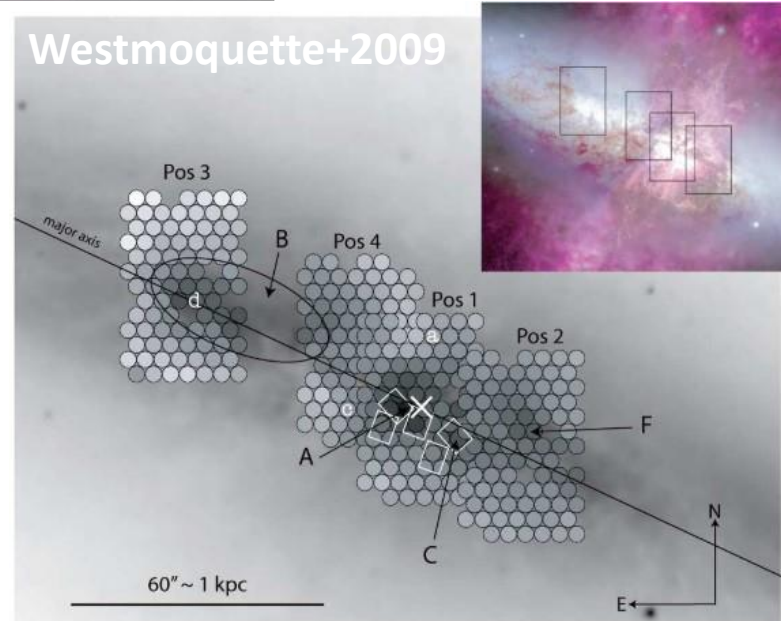 Westmoquette+2009
Pos 3
major axis
B
Pos 4
d
Pos 1
a
Pos 2
c
F
A
C
N
60" ~ 1 kpc
E